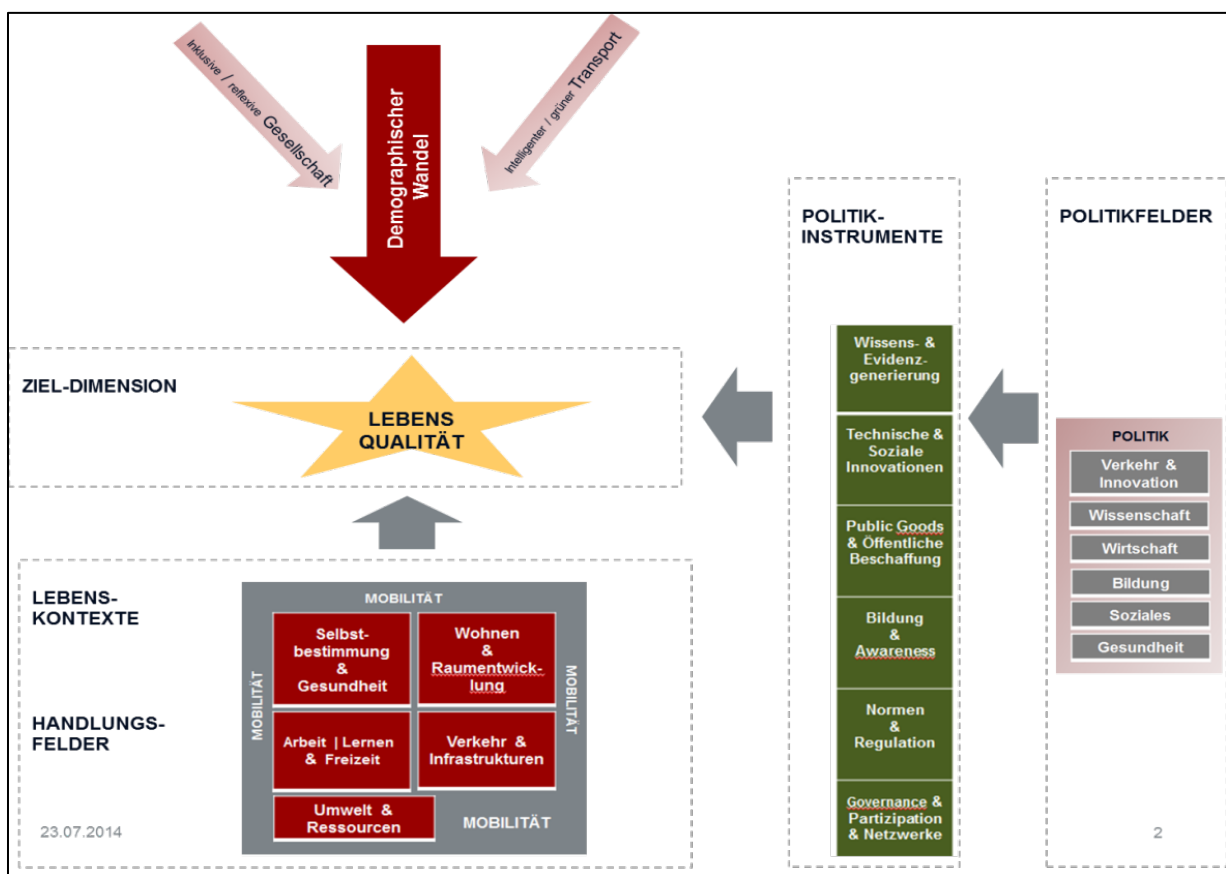 Inklusive / reflexive Gesellschaft
Demographischer
Wandel
Intelligenter / grüner Transport
ZIEL-DIMENSION
LEBENS
QUALITÄT
LEBENS-
KONTEXTE
HANDLUNGS-
FELDER
MOBILITÄT
MOBILITÄT
Selbst-
bestimmung
&
Gesundheit
Wohnen
&
Raumentwick-
lung
MOBILITÄT
Arbeit | Lernen
& Freizeit
Verkehr &
Infrastrukturen
Umwelt &
Ressourcen
MOBILITÄT
23.07.2014
POLITIK-
INSTRUMENTE
Wissens- &
Evidenz-
generierung
Technische &
Soziale
Innovationen
Public Goods
& Öffentliche
Beschaffung
Bildung
&
Awareness
Normen
&
Regulation
Governance &
Partizipation
& Netzwerke
POLITIKFELDER
POLITIK
Verkehr &
Innovation
Wissenschaft
Wirtschaft
Bildung
Soziales
Gesundheit
2